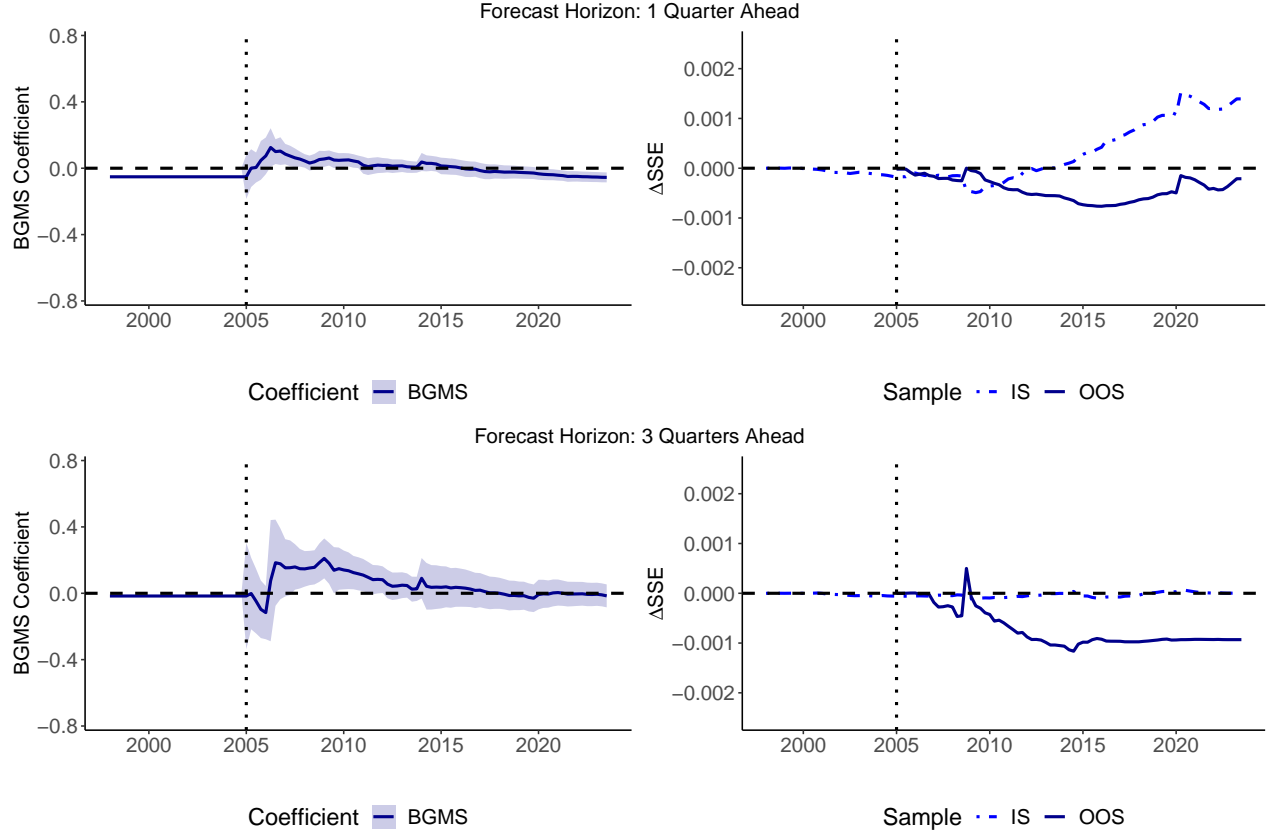 Forecast Horizon: 1 Quarter Ahead
BGMS Coefficient
0.8
0.4
0.0
−0.4
−0.8
2000 2005 2010 2015 2020
Coefficient BGMS
ΔSSE
0.002
0.001
0.000
−0.001
−0.002
2000 2005 2010 2015 2020
Sample IS OOS
Forecast Horizon: 3 Quarters Ahead
BGMS Coefficient
0.8
0.4
0.0
−0.4
−0.8
2000 2005 2010 2015 2020
Coefficient BGMS
ΔSSE
0.002
0.001
0.000
−0.001
−0.002
2000 2005 2010 2015 2020
Sample IS OOS